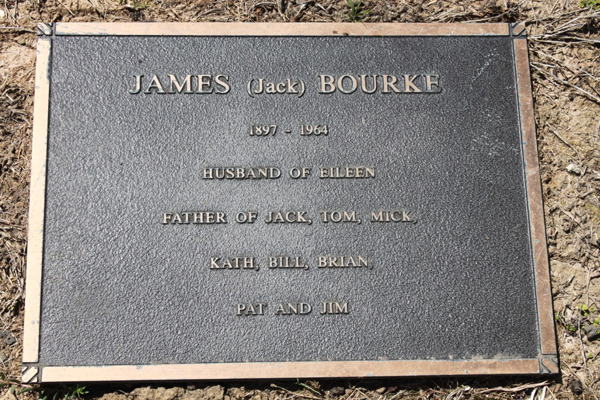 JAMES (Jack) BOURKE
1897 - 1964
HUSBAND OF EILEEN
FATHER OF JACK, TOM, MICK,
KATH, BILL, BRIAN,
PAT AND JIM